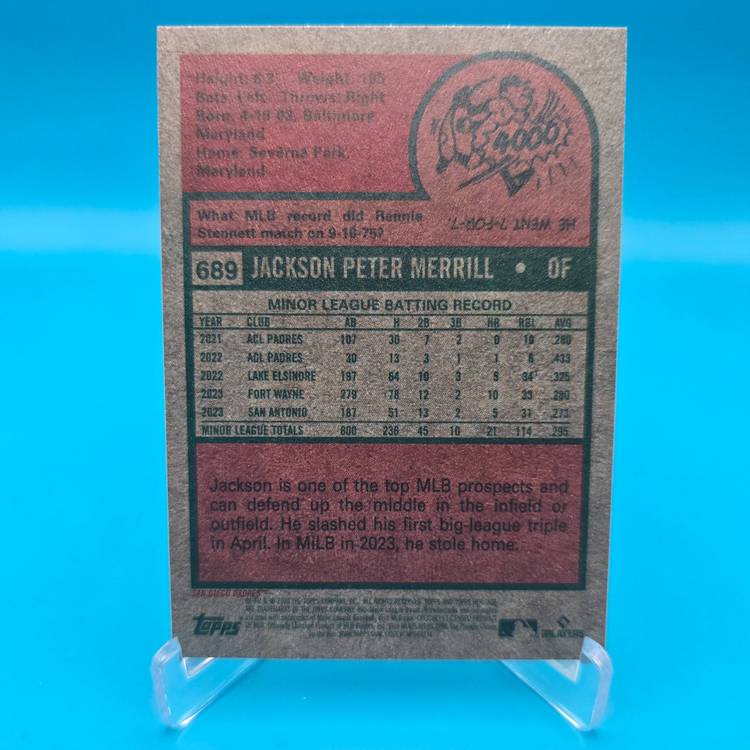 Height: 6'3" Weight: 195
Bats: Left Throws: Right
Born: 4-19-03, Baltimore,
Maryland
Home: Severna Park,
Maryland
4000
What MLB record did Rennie
Stennett match on 9-16-75?
HE WENT 7-FOR-7.
689 JACKSON PETER MERRILL • OF
MINOR LEAGUE BATTING RECORD
YEAR CLUB AB H 2B 3B HR RBI AVG
2021 ACL PADRES 107 30 7 2 0 10 .280
2022 ACL PADRES 30 13 3 1 1 6 .433
2022 LAKE ELSINORE 197 64 10 3 5 34 .325
2023 FORT WAYNE 279 78 12 2 10 33 .280
2023 SAN ANTONIO 187 51 13 2 5 31 .273
MINOR LEAGUE TOTALS 800 236 45 10 21 114 .295
Jackson is one of the top MLB prospects and
can defend up the middle in the infield or
outfield. He slashed his first big-league triple
in April. In MiLB in 2023, he stole home.
SAN DIEGO PADRES
topps
PLAYERS